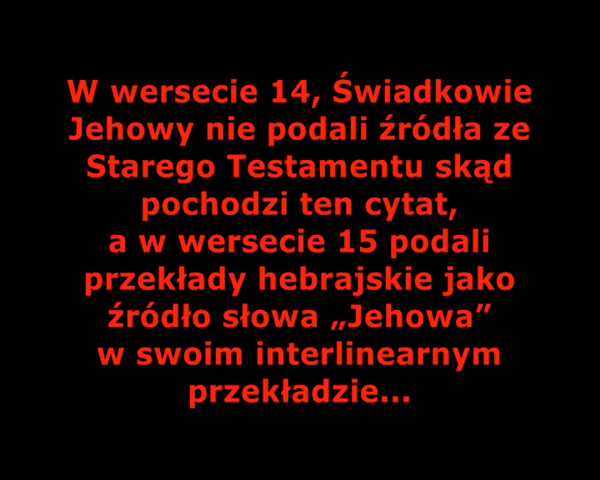 W wersecie 14, Świadkowie
Jehowy nie podali źródła ze
Starego Testamentu skąd
pochodzi ten cytat,
a w wersecie 15 podali
przekłady hebrajskie jako
źródło słowa „Jehowa”
w swoim interlinearnym
przekładzie...